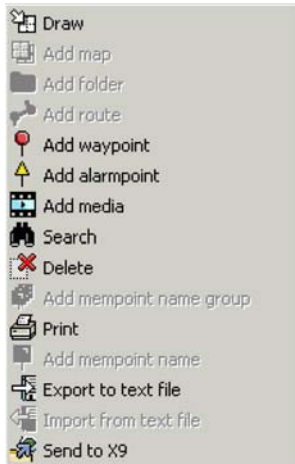 Draw
Add map
Add folder
Add route
Add waypoint
Add alarmpoint
Add media
Search
Delete
Add mempoint name group
Print
Add mempoint name
Export to text file
Import from text file
Send to X9